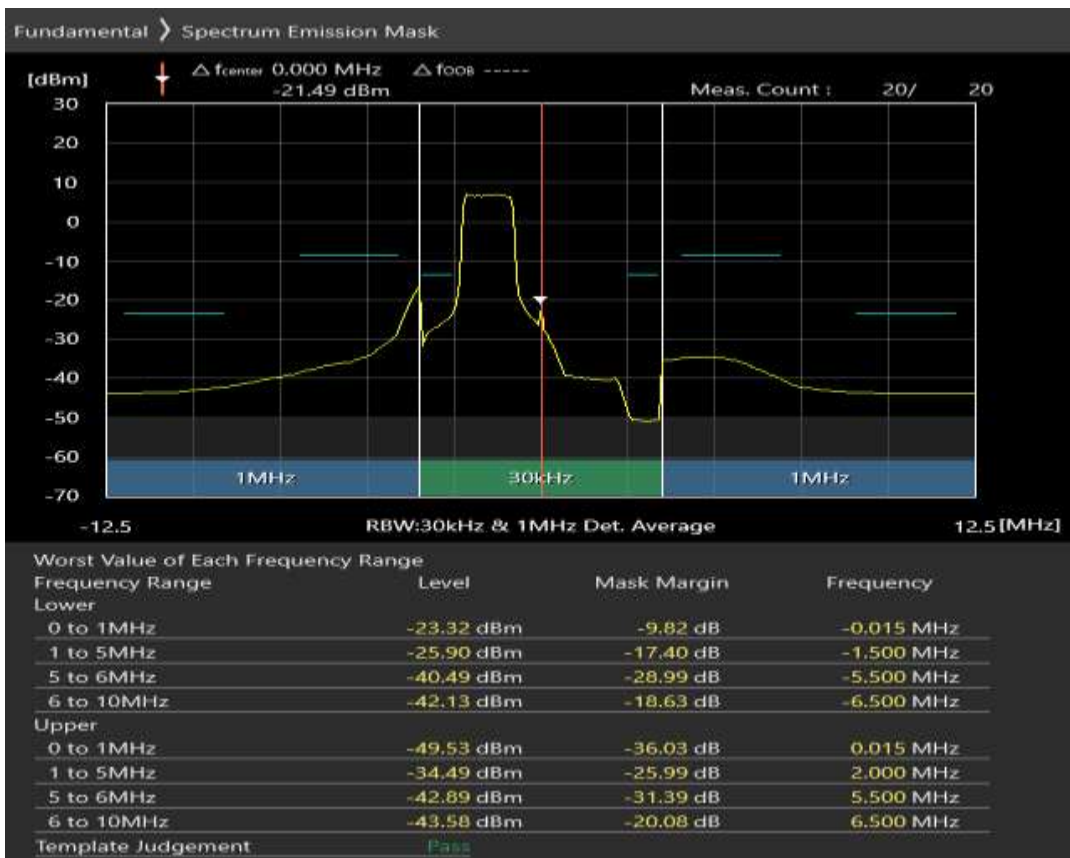 Fundamental ❯ Spectrum Emission Mask
[dBm] △ fcenter 0.000 MHz △ fOOB -----
-21.49 dBm Meas. Count : 20/ 20
30
20
10
0
-10
-20
-30
-40
-50
-60
-70
1MHz 30kHz 1MHz
-12.5 RBW:30kHz & 1MHz Det. Average 12.5 [MHz]
Worst Value of Each Frequency Range
Frequency Range Level Mask Margin Frequency
Lower
0 to 1MHz -23.32 dBm -9.82 dB -0.015 MHz
1 to 5MHz -25.90 dBm -17.40 dB -1.500 MHz
5 to 6MHz -40.49 dBm -28.99 dB -5.500 MHz
6 to 10MHz -42.13 dBm -18.63 dB -6.500 MHz
Upper
0 to 1MHz -49.53 dBm -36.03 dB 0.015 MHz
1 to 5MHz -34.49 dBm -25.99 dB 2.000 MHz
5 to 6MHz -42.89 dBm -31.39 dB 5.500 MHz
6 to 10MHz -43.58 dBm -20.08 dB 6.500 MHz
Template Judgement Pass